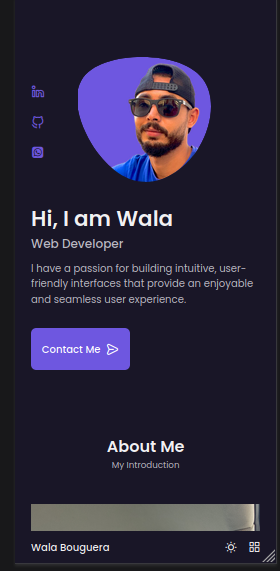 Hi, I am Wala
Web Developer
I have a passion for building intuitive, user-
friendly interfaces that provide an enjoyable
and seamless user experience.
Contact Me
About Me
My Introduction
Wala Bouguera